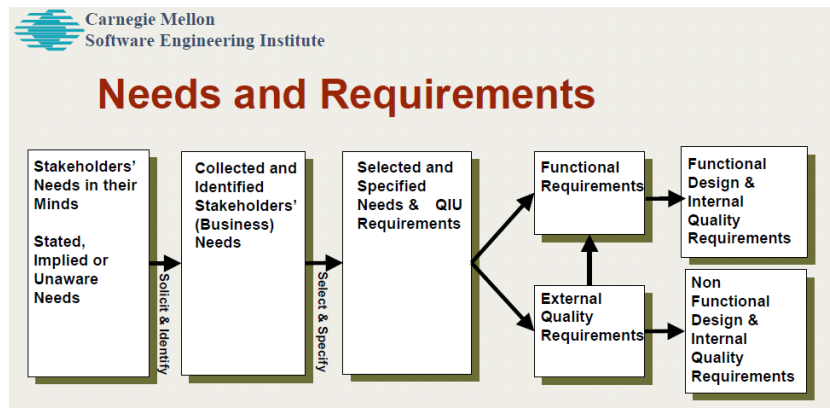 Carnegie Mellon
Software Engineering Institute
Needs and Requirements
Stakeholders'
Needs in their
Minds
Stated,
Implied or
Unaware
Needs
Solicit & Identify
Collected and
Identified
Stakeholders'
(Business)
Needs
Select & Specify
Selected and
Specified
Needs & QIU
Requirements
Functional
Requirements
External
Quality
Requirements
Functional
Design &
Internal
Quality
Requirements
Non
Functional
Design &
Internal
Quality
Requirements